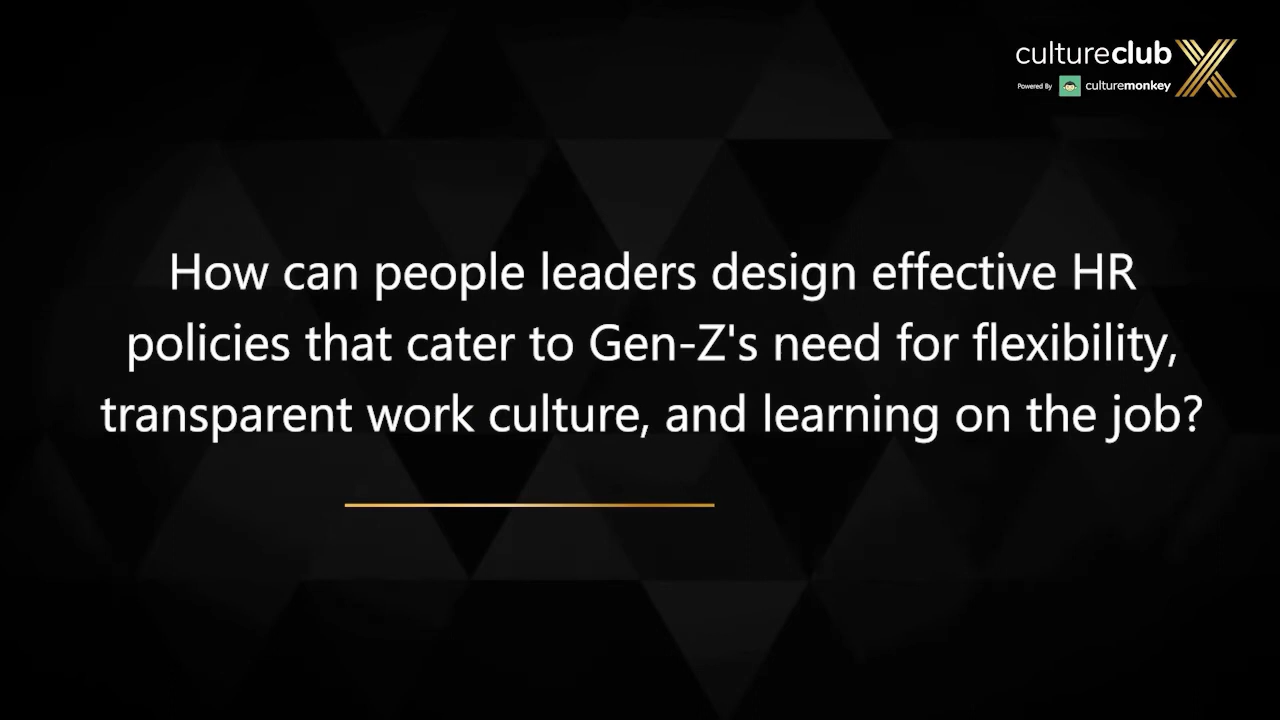 cultureclub X
Powered By culturemonkey
How can people leaders design effective HR
policies that cater to Gen-Z's need for flexibility,
transparent work culture, and learning on the job?